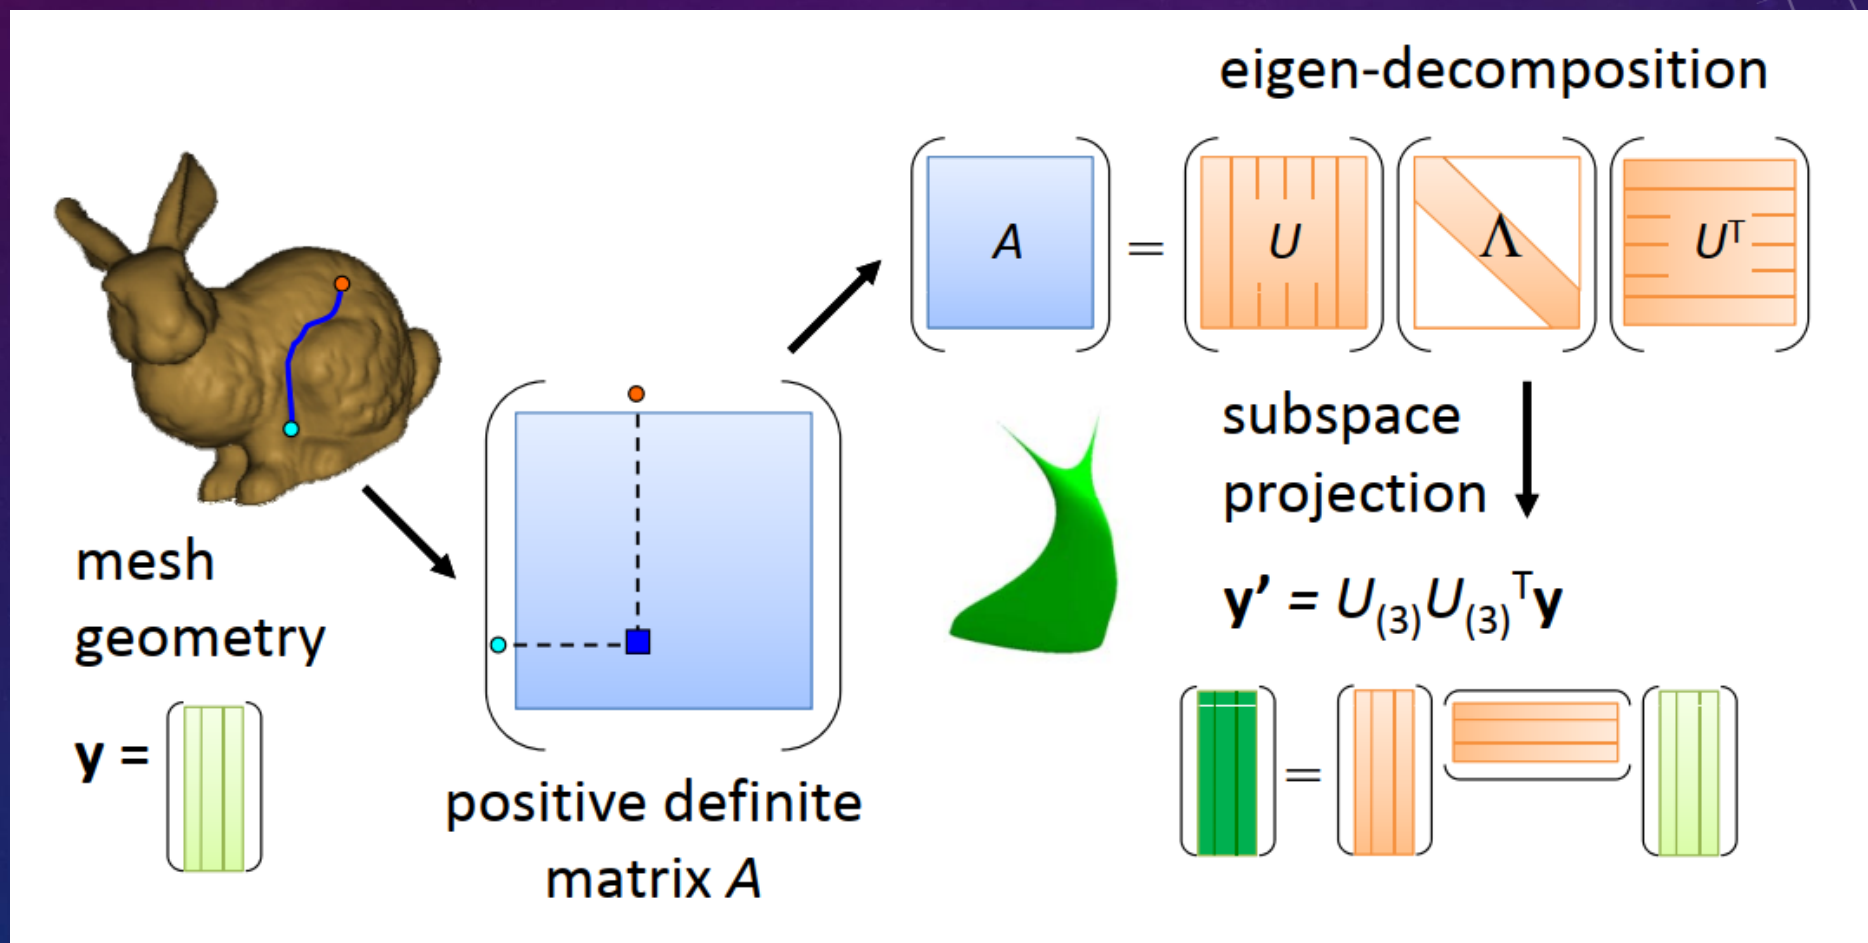 eigen-decomposition
A = U Λ Uᵀ
mesh
geometry
y =
positive definite
matrix A
subspace
projection
y’ = U₍₃₎U₍₃₎ᵀy
=